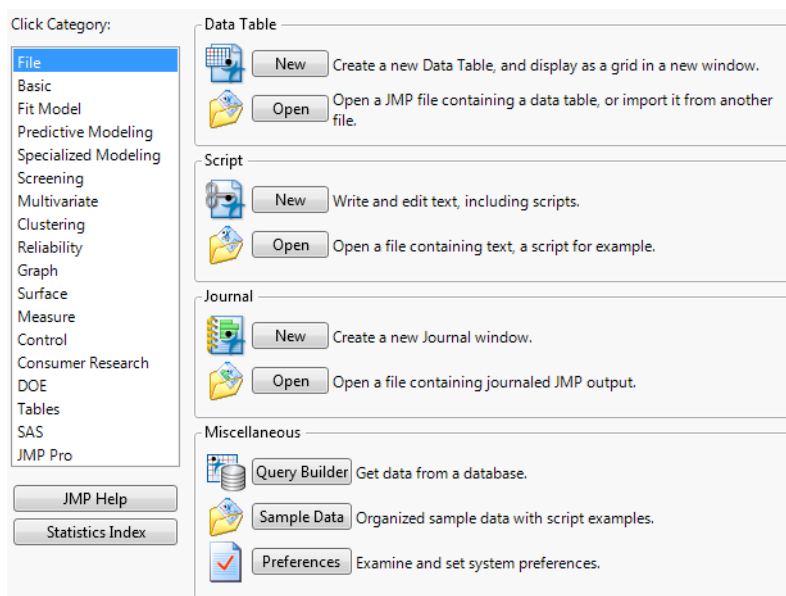 Click Category:
File
Basic
Fit Model
Predictive Modeling
Specialized Modeling
Screening
Multivariate
Clustering
Reliability
Graph
Surface
Measure
Control
Consumer Research
DOE
Tables
SAS
JMP Pro
JMP Help
Statistics Index
Data Table
New Create a new Data Table, and display as a grid in a new window.
Open Open a JMP file containing a data table, or import it from another
file.
Script
New Write and edit text, including scripts.
Open Open a file containing text, a script for example.
Journal
New Create a new Journal window.
Open Open a file containing journaled JMP output.
Miscellaneous
Query Builder Get data from a database.
Sample Data Organized sample data with script examples.
Preferences Examine and set system preferences.